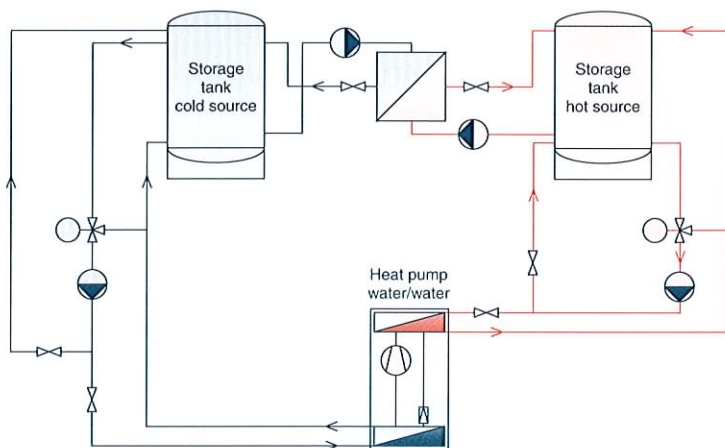 Storage
tank
cold source
Storage
tank
hot source
Heat pump
water/water